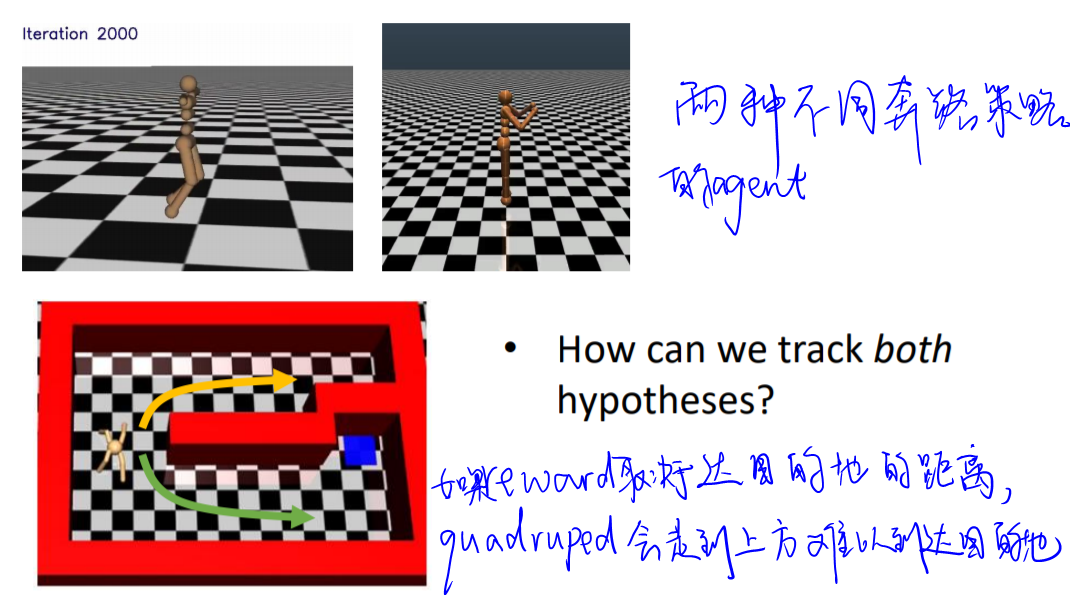 Iteration 2000
两种不同奔跑策略
的agent
• How can we track both
hypotheses?
如果reward取决于达目的地的距离,
quadruped会走到上方难以到达目的地